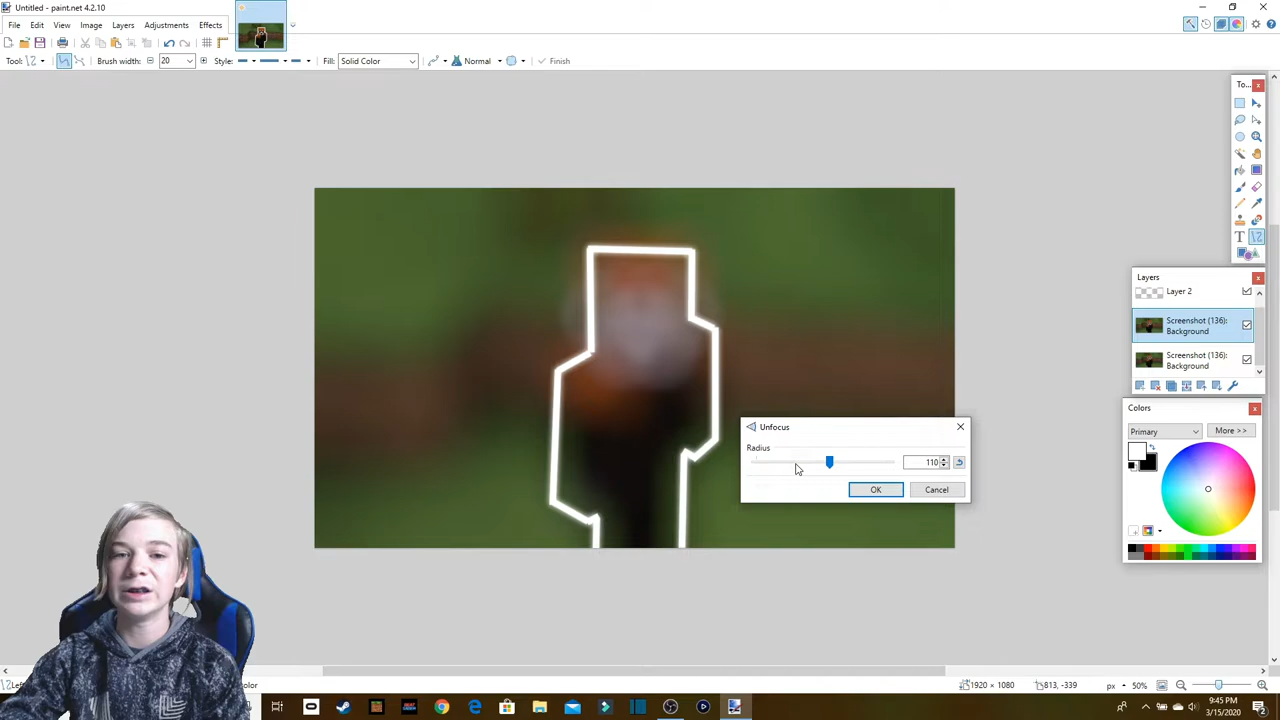 Untitled - paint.net 4.2.10
File Edit View Image Layers Adjustments Effects
Tool: Brush width: 20 Style: Fill: Solid Color Normal Finish
To...
T
Layers
Layer 2
Screenshot (136):
Background
Screenshot (136):
Background
Unfocus
Radius
110
OK Cancel
Colors
Primary More >>
1920 × 1080 813, -339 px 50%
9:45 PM
3/15/2020
2